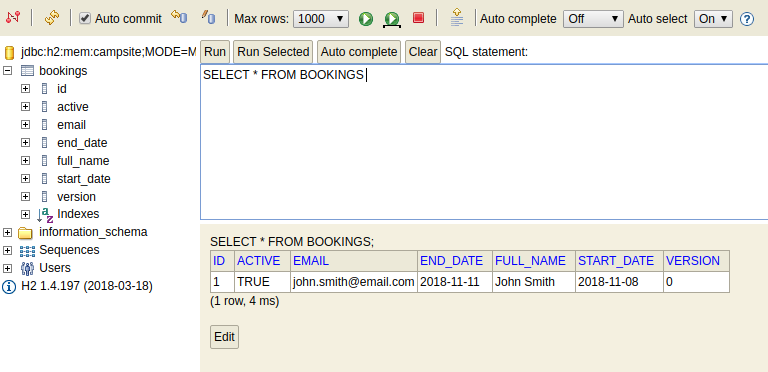 Auto commit Max rows: 1000 Auto complete Off Auto select On ?
jdbc:h2:mem:campsite;MODE=M
bookings
id
active
email
end_date
full_name
start_date
version
Indexes
information_schema
Sequences
Users
H2 1.4.197 (2018-03-18)
Run Run Selected Auto complete Clear SQL statement:
SELECT * FROM BOOKINGS
SELECT * FROM BOOKINGS;
ID ACTIVE EMAIL END_DATE FULL_NAME START_DATE VERSION
1 TRUE john.smith@email.com 2018-11-11 John Smith 2018-11-08 0
(1 row, 4 ms)
Edit